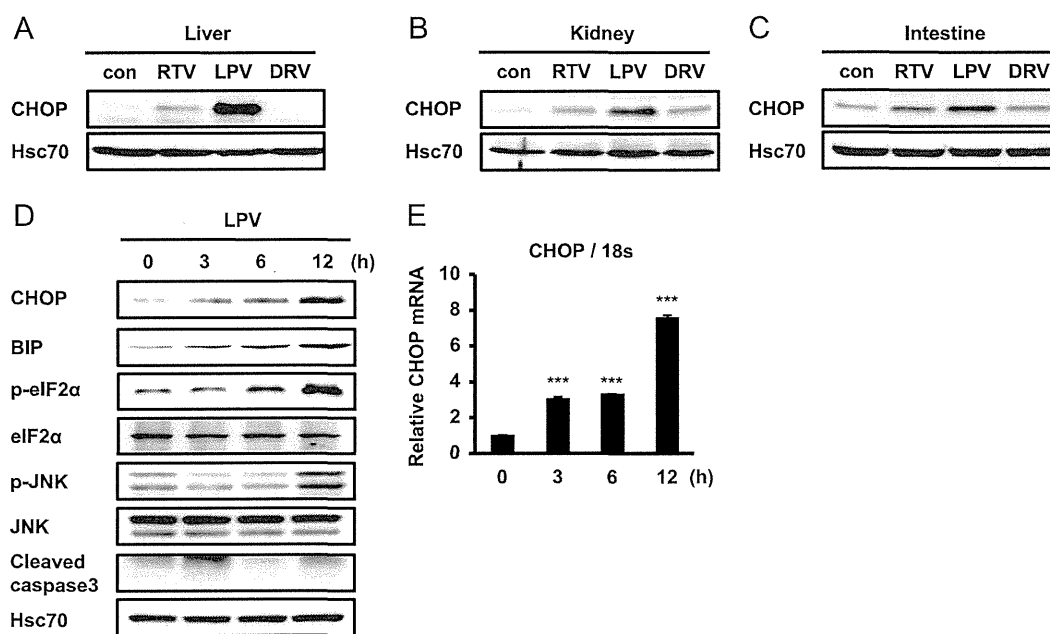 A
Liver
con RTV LPV DRV
CHOP
Hsc70
B
Kidney
con RTV LPV DRV
CHOP
Hsc70
C
Intestine
con RTV LPV DRV
CHOP
Hsc70
D
LPV
0 3 6 12 (h)
CHOP
BIP
p-eIF2α
eIF2α
p-JNK
JNK
Cleaved
caspase3
Hsc70
E
CHOP / 18s
Relative CHOP mRNA
10
8
6
4
2
0
*** *** ***
0 3 6 12 (h)